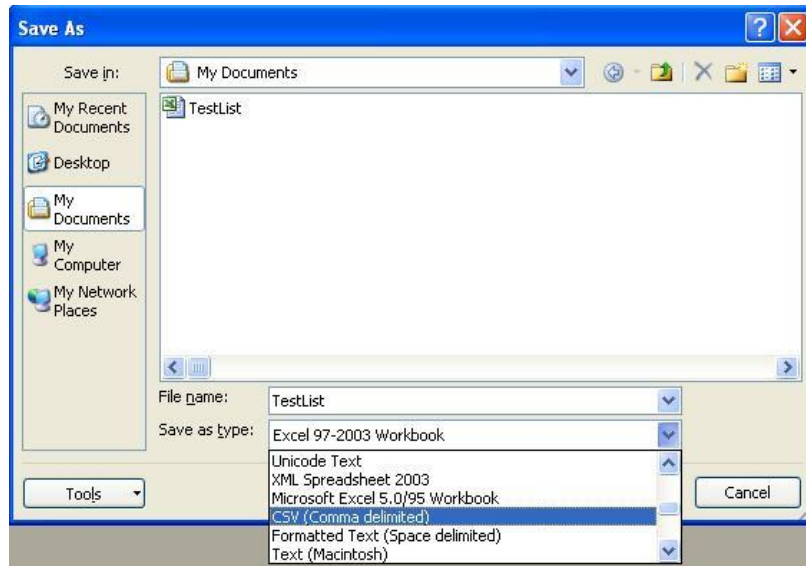 Save As
Save in:
My Documents
My Recent
Documents
Desktop
My
Documents
My
Computer
My Network
Places
TestList
File name:
TestList
Save as type:
Excel 97-2003 Workbook
Unicode Text
XML Spreadsheet 2003
Microsoft Excel 5.0/95 Workbook
CSV (Comma delimited)
Formatted Text (Space delimited)
Text (Macintosh)
Tools
Cancel